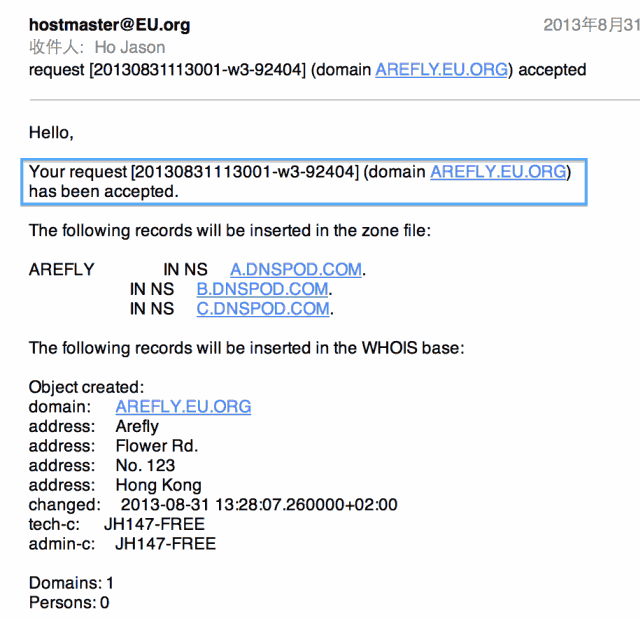 hostmaster@EU.org 2013年8月31
收件人: Ho Jason
request [20130831113001-w3-92404] (domain AREFLY.EU.ORG) accepted
Hello,
Your request [20130831113001-w3-92404] (domain AREFLY.EU.ORG)
has been accepted.
The following records will be inserted in the zone file:
AREFLY IN NS A.DNSPOD.COM.
IN NS B.DNSPOD.COM.
IN NS C.DNSPOD.COM.
The following records will be inserted in the WHOIS base:
Object created:
domain: AREFLY.EU.ORG
address: Arefly
address: Flower Rd.
address: No. 123
address: Hong Kong
changed: 2013-08-31 13:28:07.260000+02:00
tech-c: JH147-FREE
admin-c: JH147-FREE
Domains: 1
Persons: 0